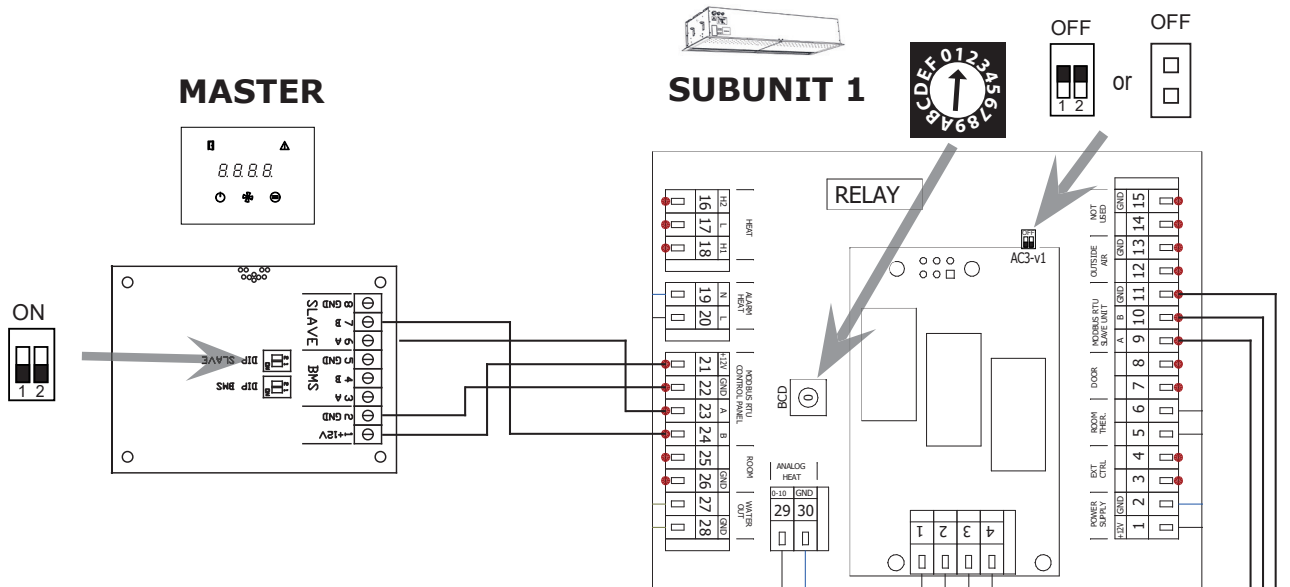 OFF
OFF
or
1 2
MASTER
SUBUNIT 1
0123456789ABCDEF
8.8.8.8.
RELAY
OFF
AC3-v1
ON
1 2
SLAVE
8 GND
7 B
6 A
BMS
5 GND
4 B
3 A
2 GND
1 +12V
DIP SLAVE
DIP BMS
16 H2
17 L
18 H1
HEAT
19 N
20 L
ALARM
HEAT
21 +12V
22 GND
23 A
24 B
MODBUS RTU
CONTROL PANEL
25
26 GND
ROOM
27
28 GND
WATER
OUT
BCD
0
ANALOG
HEAT
0-10 GND
29 30
1 2 3 4
GND 15
14
NOT
USED
GND 13
12
OUTSIDE
AIR
GND 11
B 10
A 9
MODBUS RTU
SLAVE UNIT
8
7
DOOR
6
5
ROOM
THER.
4
3
EXT
CTRL
GND 2
+12V 1
POWER
SUPPLY